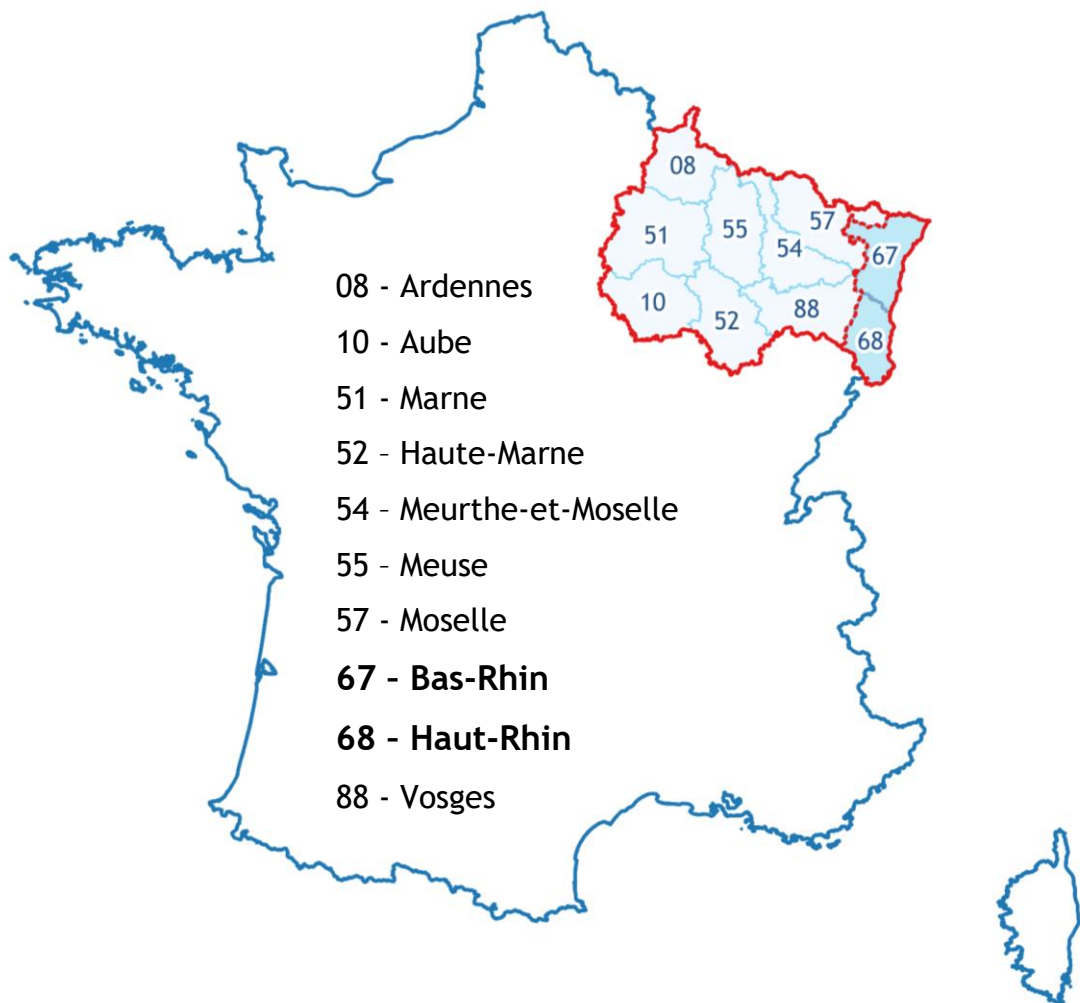 08
57
55
51
54
67
10
88
52
68
08 - Ardennes
10 - Aube
51 - Marne
52 – Haute-Marne
54 – Meurthe-et-Moselle
55 – Meuse
57 - Moselle
67 – Bas-Rhin
68 – Haut-Rhin
88 - Vosges